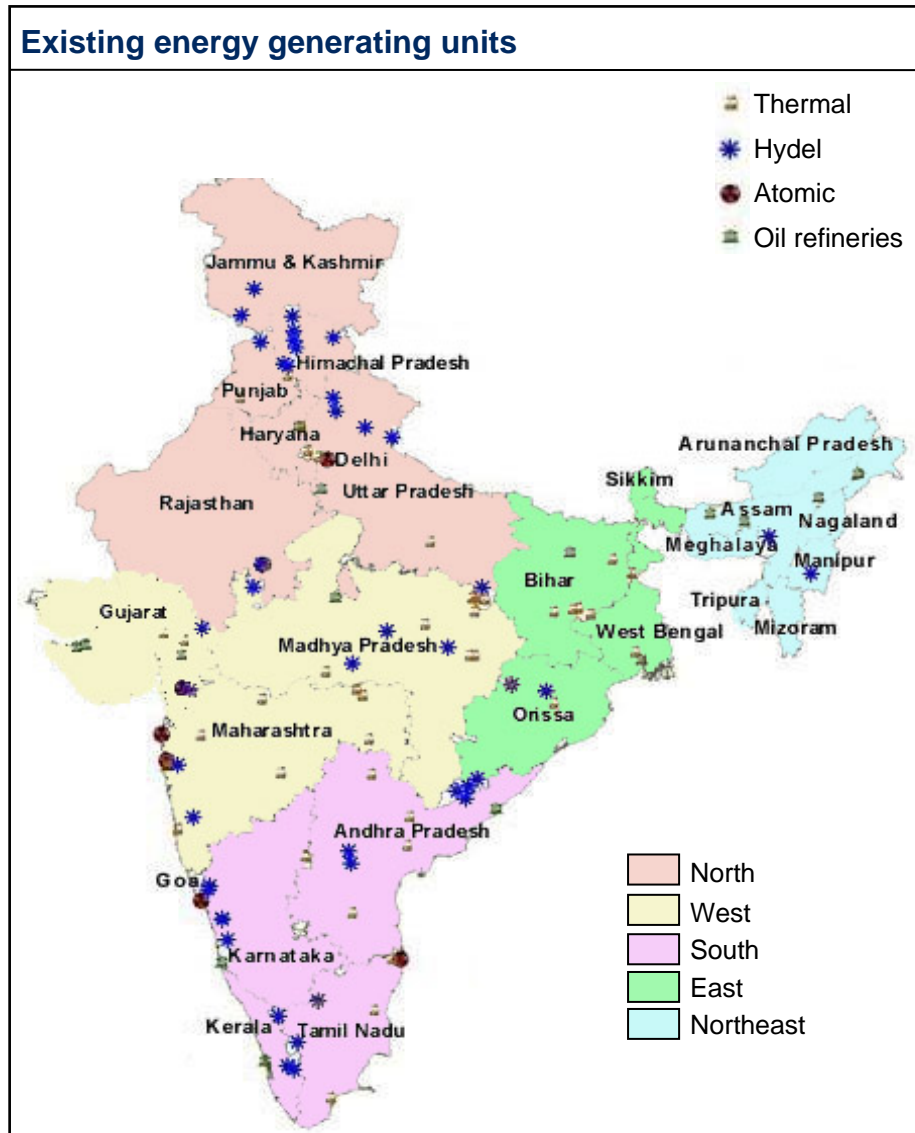 Existing energy generating units
Thermal
Hydel
Atomic
Oil refineries
Jammu & Kashmir
Himachal Pradesh
Punjab
Haryana
Delhi
Uttar Pradesh
Rajasthan
Arunanchal Pradesh
Sikkim
Assam
Nagaland
Meghalaya
Manipur
Bihar
Tripura
Mizoram
Gujarat
West Bengal
Madhya Pradesh
Orissa
Maharashtra
Andhra Pradesh
Goa
Karnataka
Kerala
Tamil Nadu
North
West
South
East
Northeast